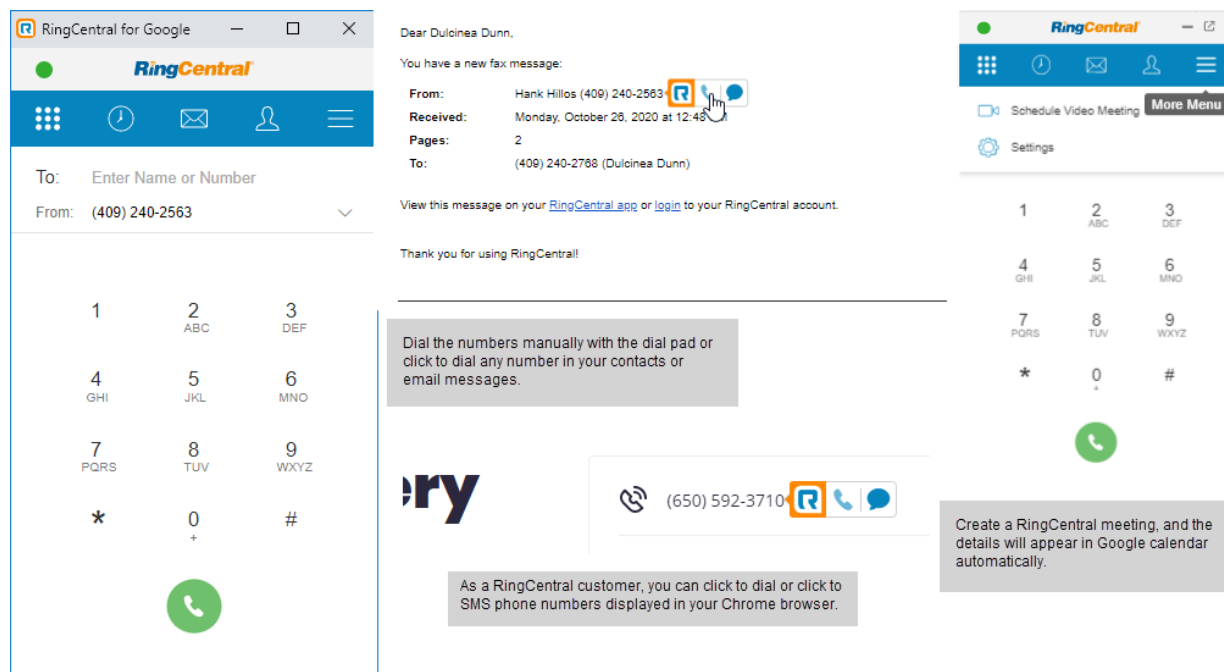 RingCentral for Google
RingCentral
To: Enter Name or Number
From: (409) 240-2563
1 2 3
ABC DEF
4 5 6
GHI JKL MNO
7 8 9
PQRS TUV WXYZ
* 0 #
+
Dear Dulcinea Dunn,
You have a new fax message:
From: Hank Hillos (409) 240-2563
Received: Monday, October 26, 2020 at 12:48
Pages: 2
To: (409) 240-2768 (Dulcinea Dunn)
View this message on your RingCentral app or login to your RingCentral account.
Thank you for using RingCentral!
Dial the numbers manually with the dial pad or
click to dial any number in your contacts or
email messages.
ery
(650) 592-3710
As a RingCentral customer, you can click to dial or click to
SMS phone numbers displayed in your Chrome browser.
RingCentral
Schedule Video Meeting
More Menu
Settings
1 2 3
ABC DEF
4 5 6
GHI JKL MNO
7 8 9
PQRS TUV WXYZ
* 0 #
+
Create a RingCentral meeting, and the
details will appear in Google calendar
automatically.